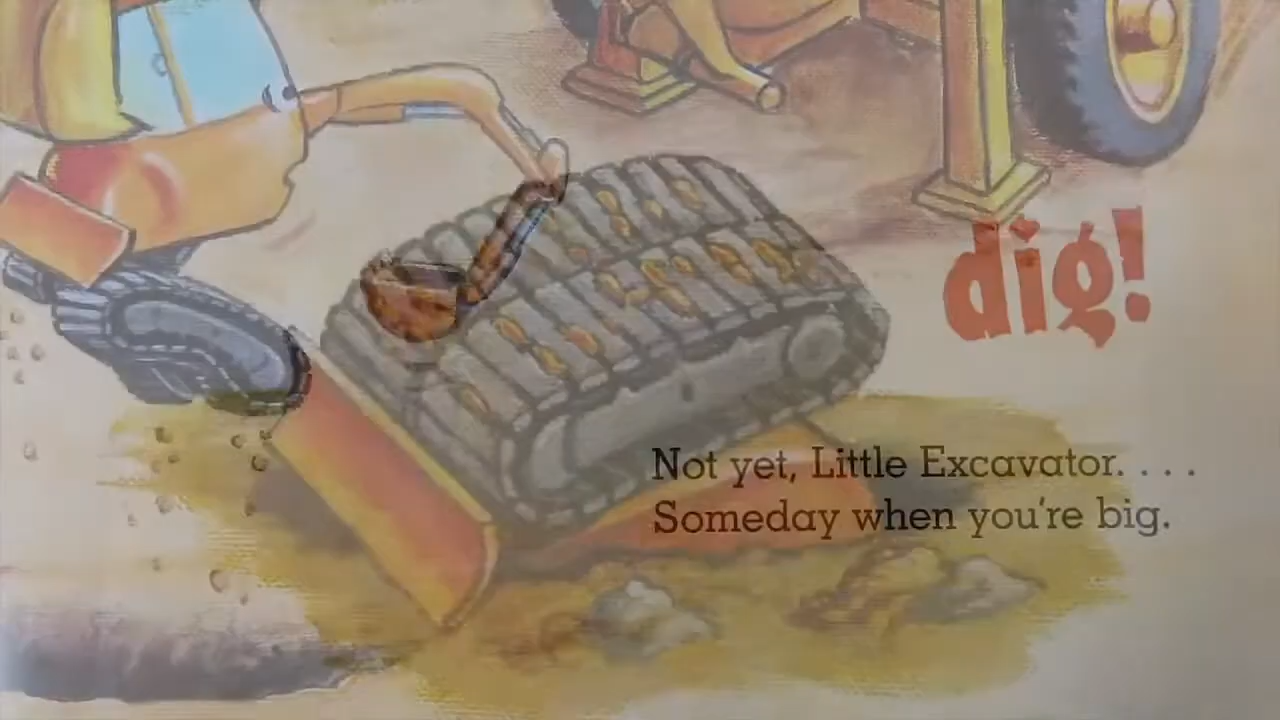 dig!
Not yet, Little Excavator. . . .
Someday when you're big.